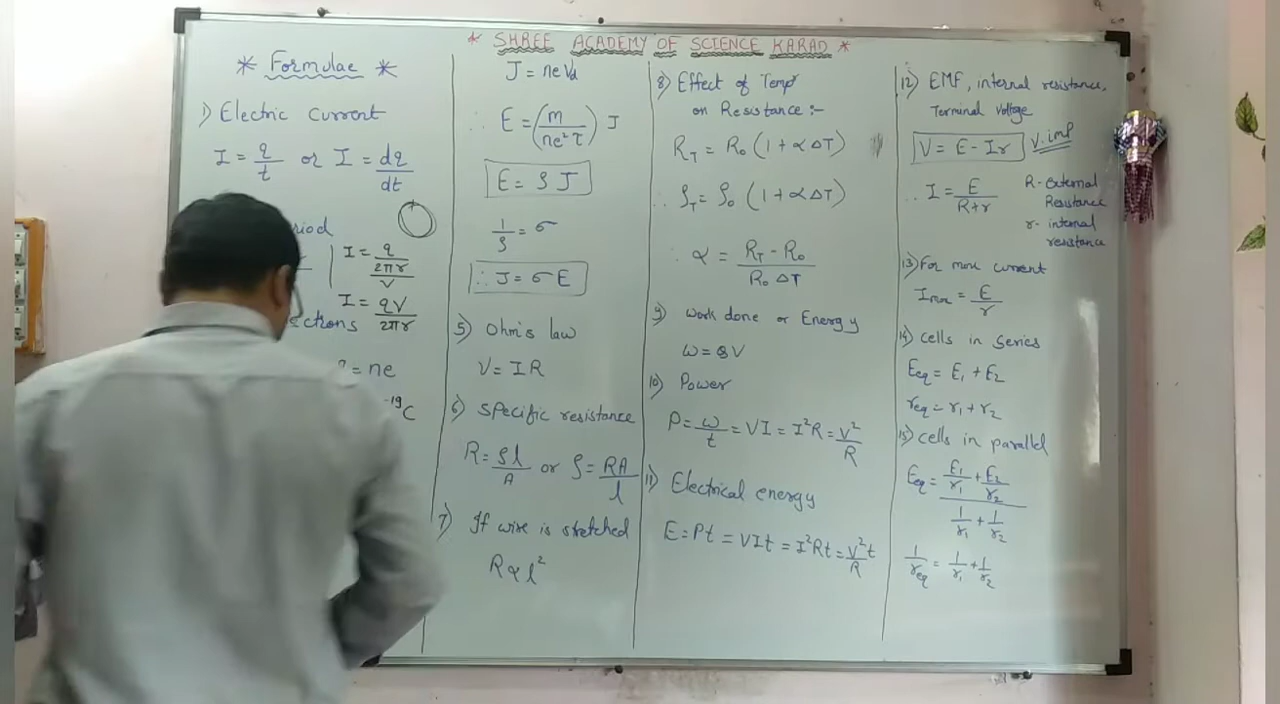 * SHREE ACADEMY OF SCIENCE KARAD *
* Formulae *
1) Electric Current
I = q/t or I = dq/dt
I = q/(2πr/V)
I = qV/2πr
= ne
-19 C
J = neVd
∴ E = (m/ne²τ) J
E = ρJ
1/ρ = σ
∴ J = σE
5) Ohm's law
V = IR
6) Specific resistance
R = ρl/A or ρ = RA/l
7) If wire is stretched
R ∝ l²
8) Effect of Tempr
on Resistance :-
R_T = R₀ (1 + α ΔT)
∴ ρ_T = ρ₀ (1 + α ΔT)
∴ α = (R_T - R₀)/(R₀ ΔT)
9) Work done or Energy
W = QV
10) Power
P = W/t = VI = I²R = V²/R
11) Electrical energy
E = Pt = VIt = I²Rt = V²t/R
12) EMF, internal resistance,
Terminal Voltage
V = E - Ir V. imp
∴ I = E/(R+r)
R - external
Resistance
r - internal
resistance
13) For max current
Imax = E/r
14) Cells in series
Eeq = E₁ + E₂
req = r₁ + r₂
15) Cells in parallel
Eeq = (E₁/r₁ + E₂/r₂)/(1/r₁ + 1/r₂)
1/req = 1/r₁ + 1/r₂